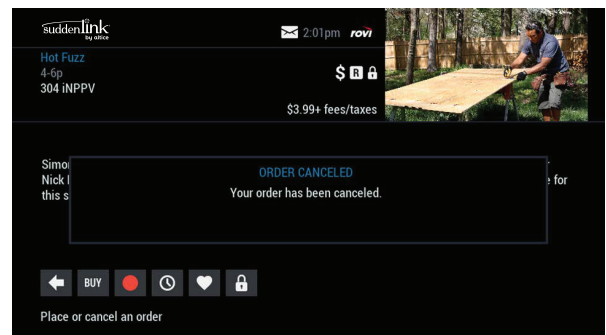 suddenlink
by altice
2:01pm rovi
Hot Fuzz
4-6p
304 iNPPV
$ R
$3.99+ fees/taxes
Simo
Nick
this s
for
ORDER CANCELED
Your order has been canceled.
BUY
Place or cancel an order